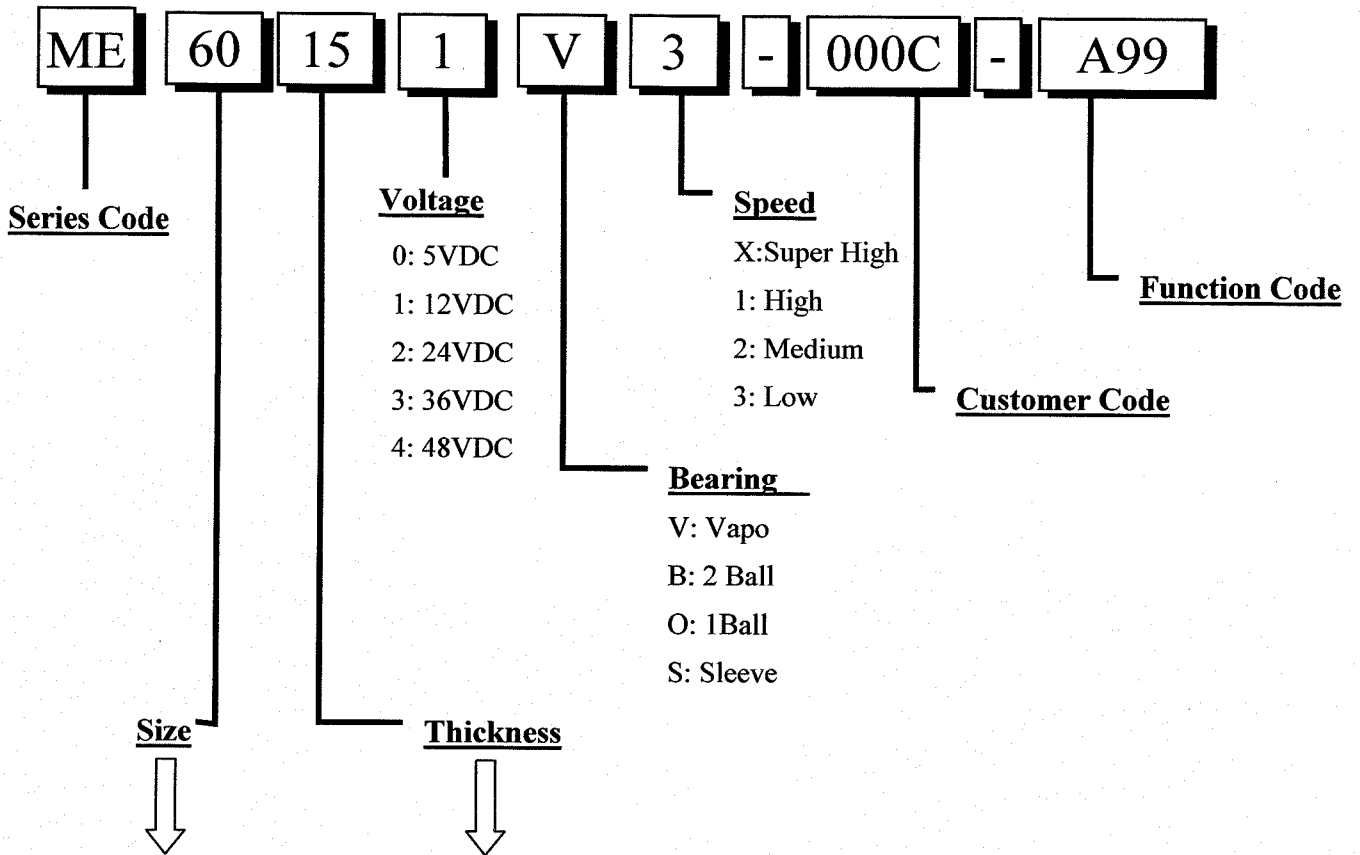 ME 60 15 1 V 3 - 000C - A99
Series Code
Voltage
0: 5VDC
1: 12VDC
2: 24VDC
3: 36VDC
4: 48VDC
Speed
X:Super High
1: High
2: Medium
3: Low
Function Code
Customer Code
Bearing
V: Vapo
B: 2 Ball
O: 1Ball
S: Sleeve
Size
Thickness